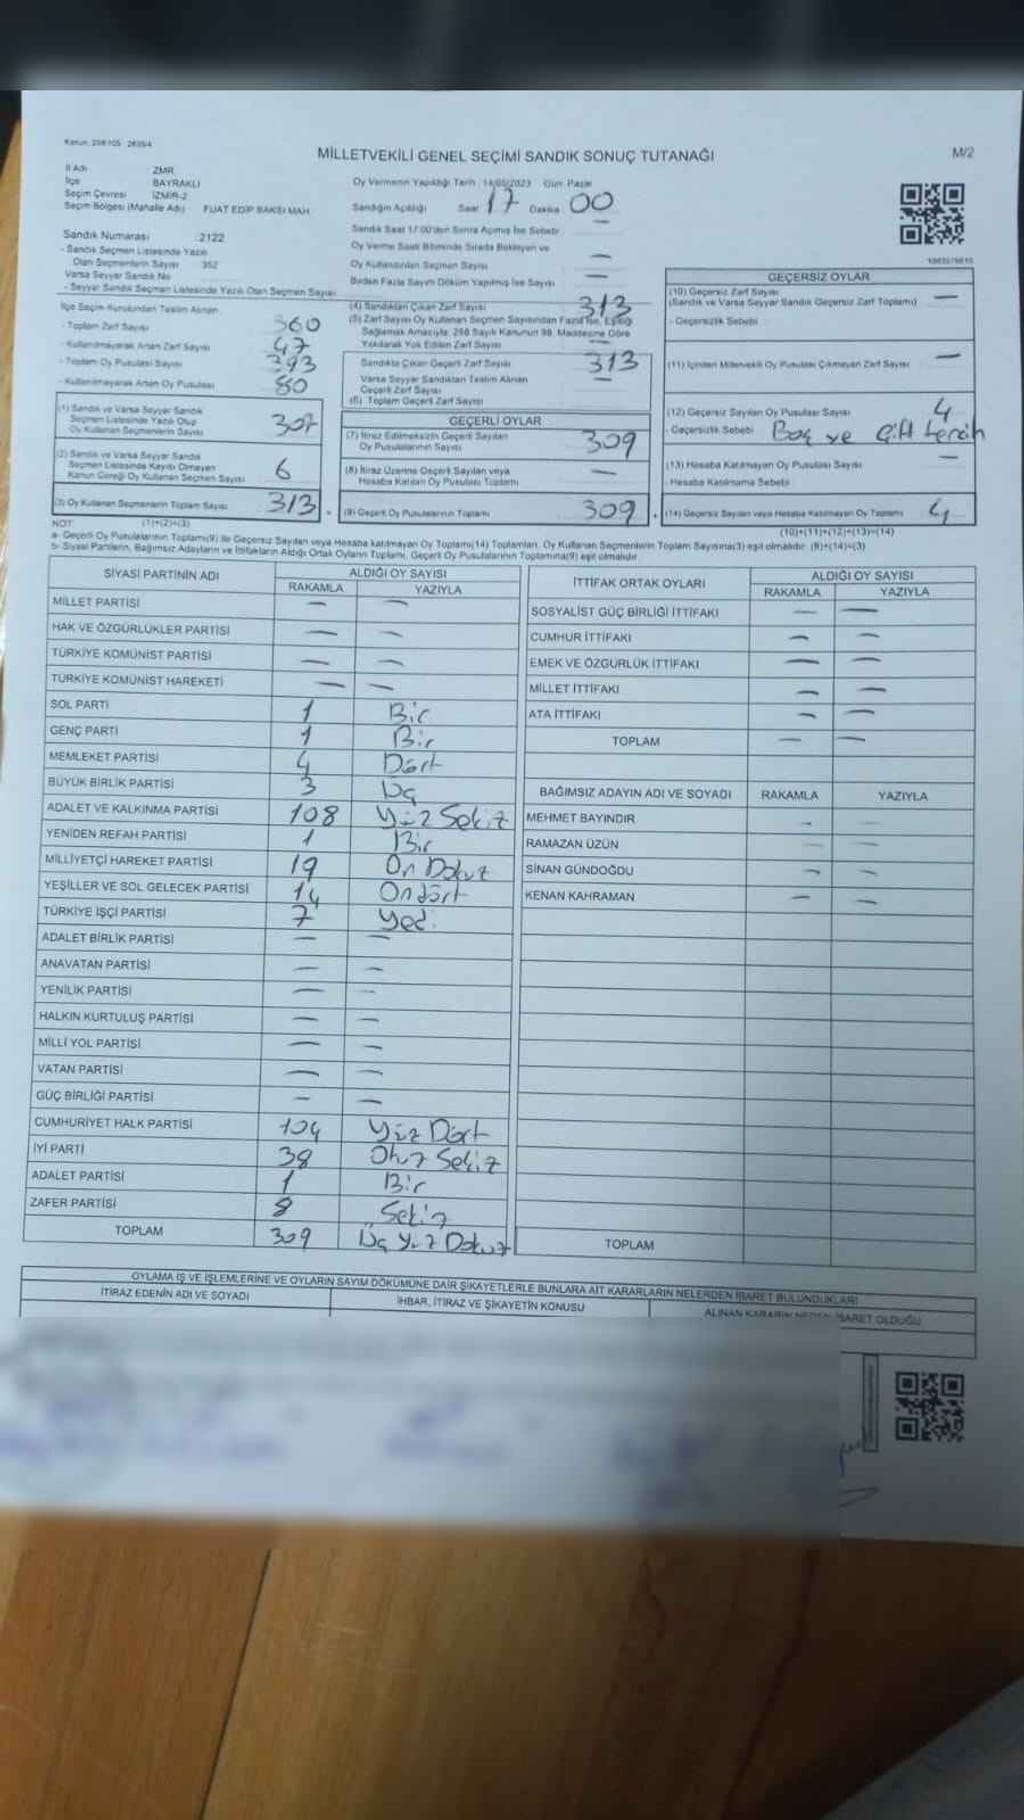 MİLLETVEKİLİ GENEL SEÇİMİ SANDIK SONUÇ TUTANAĞI
M/2
İl Adı ZMR
İlçe BAYRAKLI
Seçim Çevresi İZMİR-2
Seçim Bölgesi (Mahalle Adı) FUAT EDİP BAKSI MAH.
Oy Vermenin Yapıldığı Tarih : 14/05/2023 Gün: Pazar
Sandığın Açıldığı Saat 17 Dakika 00
Sandık Saat 17:00'den Sonra Açılmış İse Sebebi
Oy Verme Saati Bitiminde Sırada Bekleyen ve
Oy Kullandırılan Seçmen Sayısı —
Birden Fazla Sayım Döküm Yapılmış İse Sayısı —
Sandık Numarası : 2122
- Sandık Seçmen Listesinde Yazılı
Olan Seçmenlerin Sayısı 352
Varsa Seyyar Sandık No
- Seyyar Sandık Seçmen Listesinde Yazılı Olan Seçmen Sayısı
İlçe Seçim Kurulundan Teslim Alınan
- Toplam Zarf Sayısı 360
- Kullanılmayarak Artan Zarf Sayısı 47
- Toplam Oy Pusulası Sayısı 393
- Kullanılmayarak Artan Oy Pusulası 80
(1) Sandık ve Varsa Seyyar Sandık
Seçmen Listesinde Yazılı Olup
Oy Kullanan Seçmenlerin Sayısı 307
(2) Sandık ve Varsa Seyyar Sandık
Seçmen Listesinde Kayıtlı Olmayan
Kanun Gereği Oy Kullanan Seçmen Sayısı 6
(3) Oy Kullanan Seçmenlerin Toplam Sayısı 313
(1)+(2)=(3)
(4) Sandıktan Çıkan Zarf Sayısı 313
(5) Zarf Sayısı Oy Kullanan Seçmen Sayısından Fazla İse, Eşitliği
Sağlamak Amacıyla; 298 Sayılı Kanunun 98. Maddesine Göre
Yakılarak Yok Edilen Zarf Sayısı
Sandıkta Çıkan Geçerli Zarf Sayısı 313
Varsa Seyyar Sandıktan Teslim Alınan
Geçerli Zarf Sayısı —
(6) Toplam Geçerli Zarf Sayısı
GEÇERLİ OYLAR
(7) İtiraz Edilmeksizin Geçerli Sayılan
Oy Pusulalarının Sayısı 309
(8) İtiraz Üzerine Geçerli Sayılan veya
Hesaba Katılan Oy Pusulası Toplamı —
(9) Geçerli Oy Pusulalarının Toplamı 309
GEÇERSİZ OYLAR
(10) Geçersiz Zarf Sayısı
(Sandık ve Varsa Seyyar Sandık Geçersiz Zarf Toplamı) —
- Geçersizlik Sebebi
(11) İçinden Milletvekili Oy Pusulası Çıkmayan Zarf Sayısı —
(12) Geçersiz Sayılan Oy Pusulası Sayısı 4
- Geçersizlik Sebebi Boş ve Çift tercih
(13) Hesaba Katılmayan Oy Pusulası Sayısı —
- Hesaba Katılmama Sebebi
(14) Geçersiz Sayılan veya Hesaba Katılmayan Oy Toplamı 4
(10)+(11)+(12)+(13)=(14)
NOT:
a- Geçerli Oy Pusulalarının Toplamı(9) ile Geçersiz Sayılan veya Hesaba katılmayan Oy Toplamı(14) Toplamları, Oy Kullanan Seçmenlerin Toplam Sayısına(3) eşit olmalıdır. (9)+(14)=(3)
b- Siyasi Partilerin, Bağımsız Adayların ve İttifakların Aldığı Ortak Oyların Toplamı, Geçerli Oy Pusulalarının Toplamına(9) eşit olmalıdır
SİYASİ PARTİNİN ADI ALDIĞI OY SAYISI
RAKAMLA YAZIYLA
MİLLET PARTİSİ — —
HAK VE ÖZGÜRLÜKLER PARTİSİ — —
TÜRKİYE KOMÜNİST PARTİSİ — —
TÜRKİYE KOMÜNİST HAREKETİ — —
SOL PARTİ 1 Bir
GENÇ PARTİ 1 Bir
MEMLEKET PARTİSİ 4 Dört
BÜYÜK BİRLİK PARTİSİ 3 Üç
ADALET VE KALKINMA PARTİSİ 108 Yüz Sekiz
YENİDEN REFAH PARTİSİ 1 Bir
MİLLİYETÇİ HAREKET PARTİSİ 19 On Dokuz
YEŞİLLER VE SOL GELECEK PARTİSİ 14 Ondört
TÜRKİYE İŞÇİ PARTİSİ 7 Yedi
ADALET BİRLİK PARTİSİ — —
ANAVATAN PARTİSİ — —
YENİLİK PARTİSİ — —
HALKIN KURTULUŞ PARTİSİ — —
MİLLİ YOL PARTİSİ — —
VATAN PARTİSİ — —
GÜÇ BİRLİĞİ PARTİSİ — —
CUMHURİYET HALK PARTİSİ 104 Yüz Dört
İYİ PARTİ 38 Otuz Sekiz
ADALET PARTİSİ 1 Bir
ZAFER PARTİSİ 8 Sekiz
TOPLAM 309 Üç Yüz Dokuz
İTTİFAK ORTAK OYLARI ALDIĞI OY SAYISI
RAKAMLA YAZIYLA
SOSYALİST GÜÇ BİRLİĞİ İTTİFAKI — —
CUMHUR İTTİFAKI — —
EMEK VE ÖZGÜRLÜK İTTİFAKI — —
MİLLET İTTİFAKI — —
ATA İTTİFAKI — —
TOPLAM — —
BAĞIMSIZ ADAYIN ADI VE SOYADI RAKAMLA YAZIYLA
MEHMET BAYINDIR — —
RAMAZAN ÜZÜN — —
SİNAN GÜNDOĞDU — —
KENAN KAHRAMAN — —
TOPLAM
OYLAMA İŞ VE İŞLEMLERİNE VE OYLARIN SAYIM DÖKÜMÜNE DAİR ŞİKAYETLERLE BUNLARA AİT KARARLARIN NELERDEN İBARET BULUNDUKLARI
İTİRAZ EDENİN ADI VE SOYADI
İHBAR, İTİRAZ VE ŞİKAYETİN KONUSU
ALINAN KARARIN NEDEN İBARET OLDUĞU